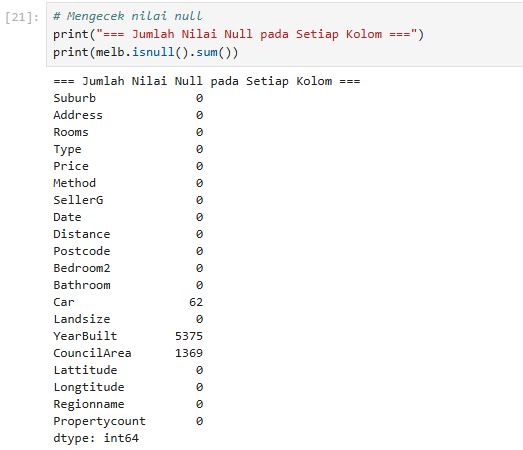 [21]: # Mengecek nilai null
print("=== Jumlah Nilai Null pada Setiap Kolom ===")
print(melb.isnull().sum())
=== Jumlah Nilai Null pada Setiap Kolom ===
Suburb 0
Address 0
Rooms 0
Type 0
Price 0
Method 0
SellerG 0
Date 0
Distance 0
Postcode 0
Bedroom2 0
Bathroom 0
Car 62
Landsize 0
YearBuilt 5375
CouncilArea 1369
Lattitude 0
Longtitude 0
Regionname 0
Propertycount 0
dtype: int64